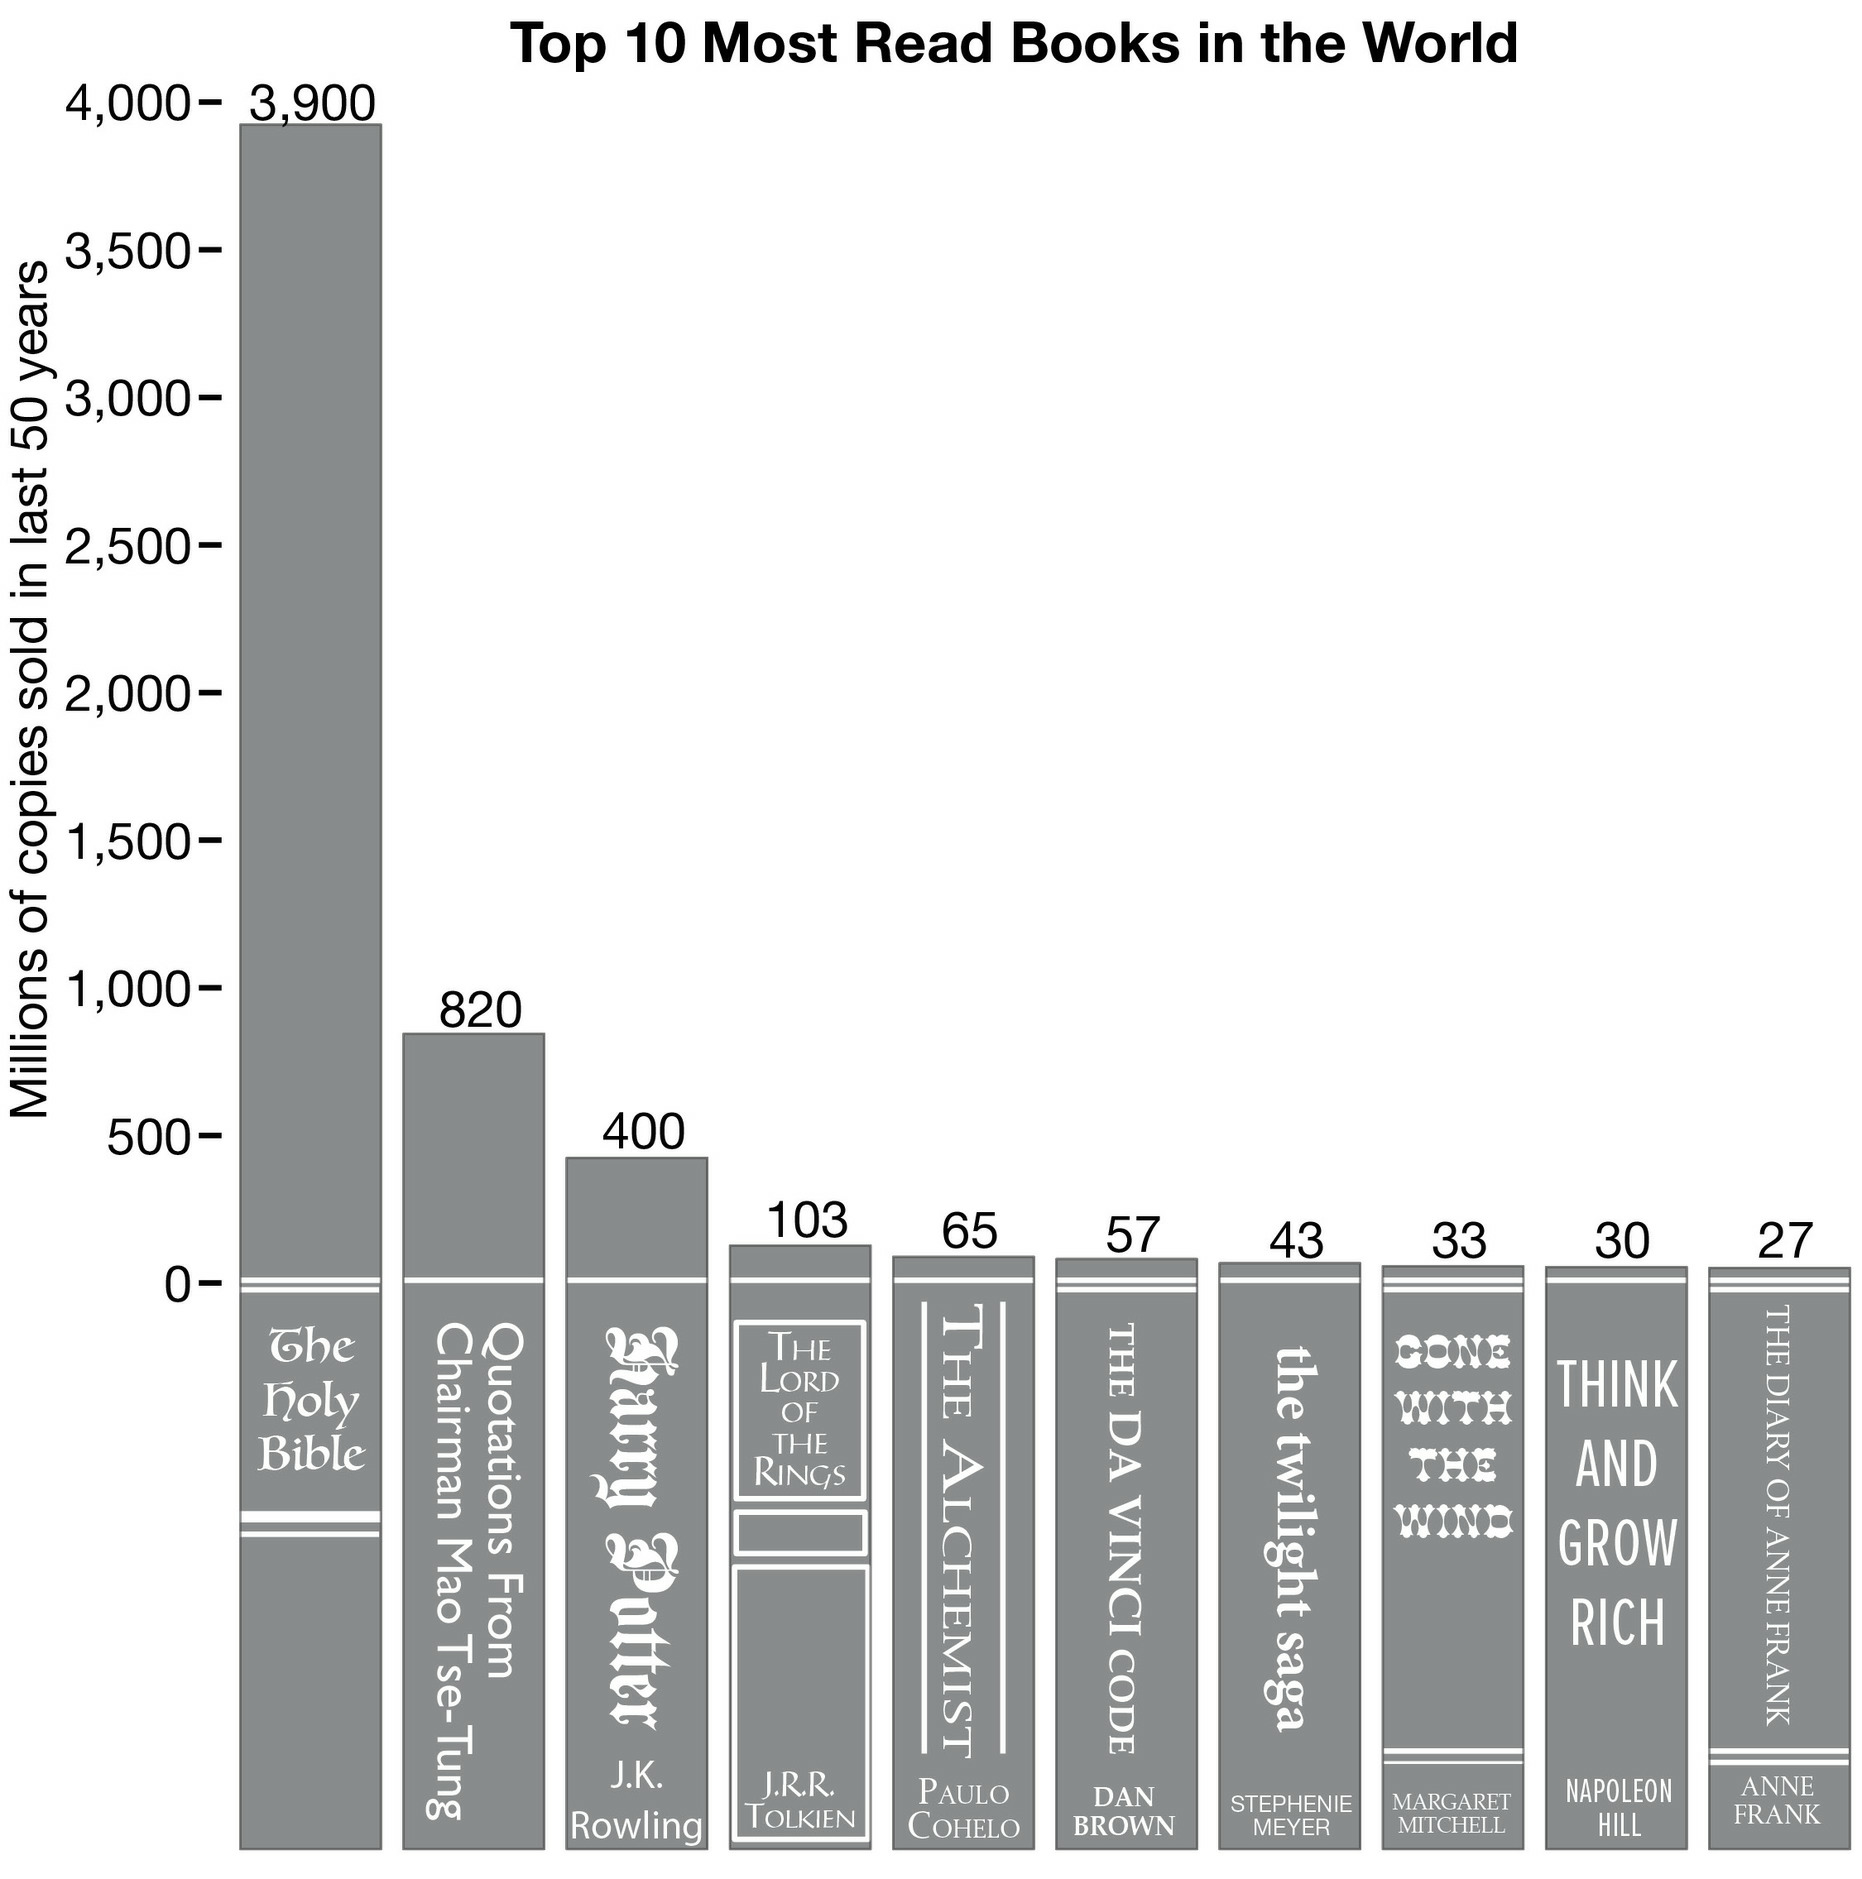 Top 10 Most Read Books in the World
Millions of copies sold in last 50 years
4,000
3,500
3,000
2,500
2,000
1,500
1,000
500
0
3,900
820
400
103
65
57
43
33
30
27
The
Holy
Bible
Quotations From
Chairman Mao Tse-Tung
Harry Potter
J.K.
Rowling
THE
LORD
OF
THE
RINGS
J.R.R.
TOLKIEN
THE ALCHEMIST
PAULO
COHELO
THE DA VINCI CODE
DAN
BROWN
the twilight saga
STEPHENIE
MEYER
GONE
WITH
THE
WIND
MARGARET
MITCHELL
THINK
AND
GROW
RICH
NAPOLEON
HILL
THE DIARY OF ANNE FRANK
ANNE
FRANK